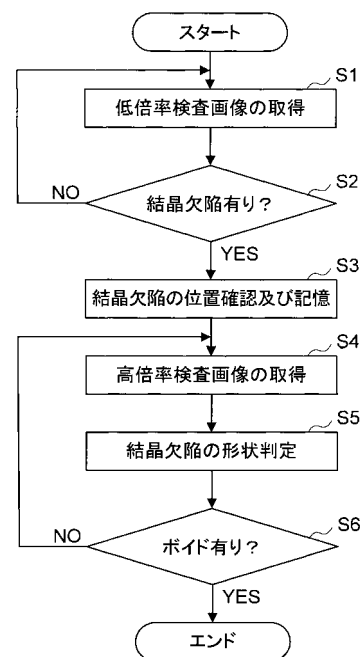 スタート
S1
低倍率検査画像の取得
S2
結晶欠陥有り？
NO
YES
S3
結晶欠陥の位置確認及び記憶
S4
高倍率検査画像の取得
S5
結晶欠陥の形状判定
S6
ボイド有り？
NO
YES
エンド